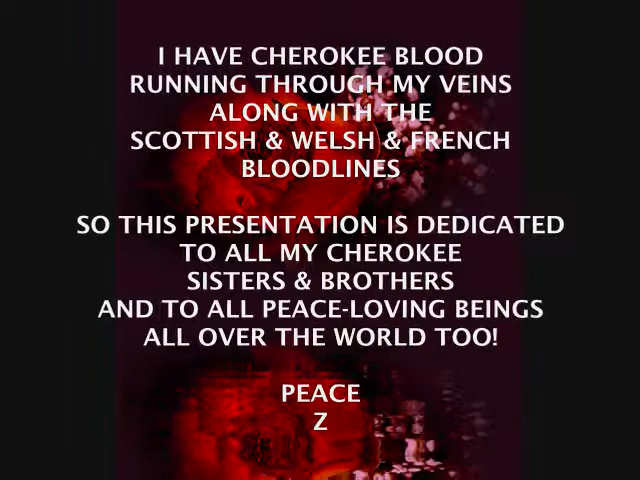 I HAVE CHEROKEE BLOOD
RUNNING THROUGH MY VEINS
ALONG WITH THE
SCOTTISH & WELSH & FRENCH
BLOODLINES
SO THIS PRESENTATION IS DEDICATED
TO ALL MY CHEROKEE
SISTERS & BROTHERS
AND TO ALL PEACE-LOVING BEINGS
ALL OVER THE WORLD TOO!
PEACE
Z